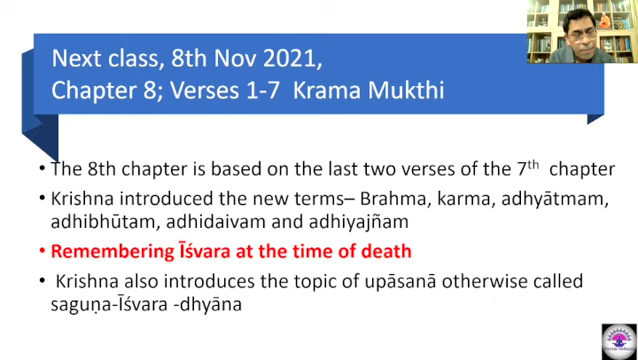 Next class, 8th Nov 2021,
Chapter 8; Verses 1-7 Krama Mukthi
• The 8th chapter is based on the last two verses of the 7th chapter
• Krishna introduced the new terms– Brahma, karma, adhyātmam,
adhibhūtam, adhidaivam and adhiyajñam
• Remembering Īśvara at the time of death
• Krishna also introduces the topic of upāsanā otherwise called
saguṇa-Īśvara -dhyāna